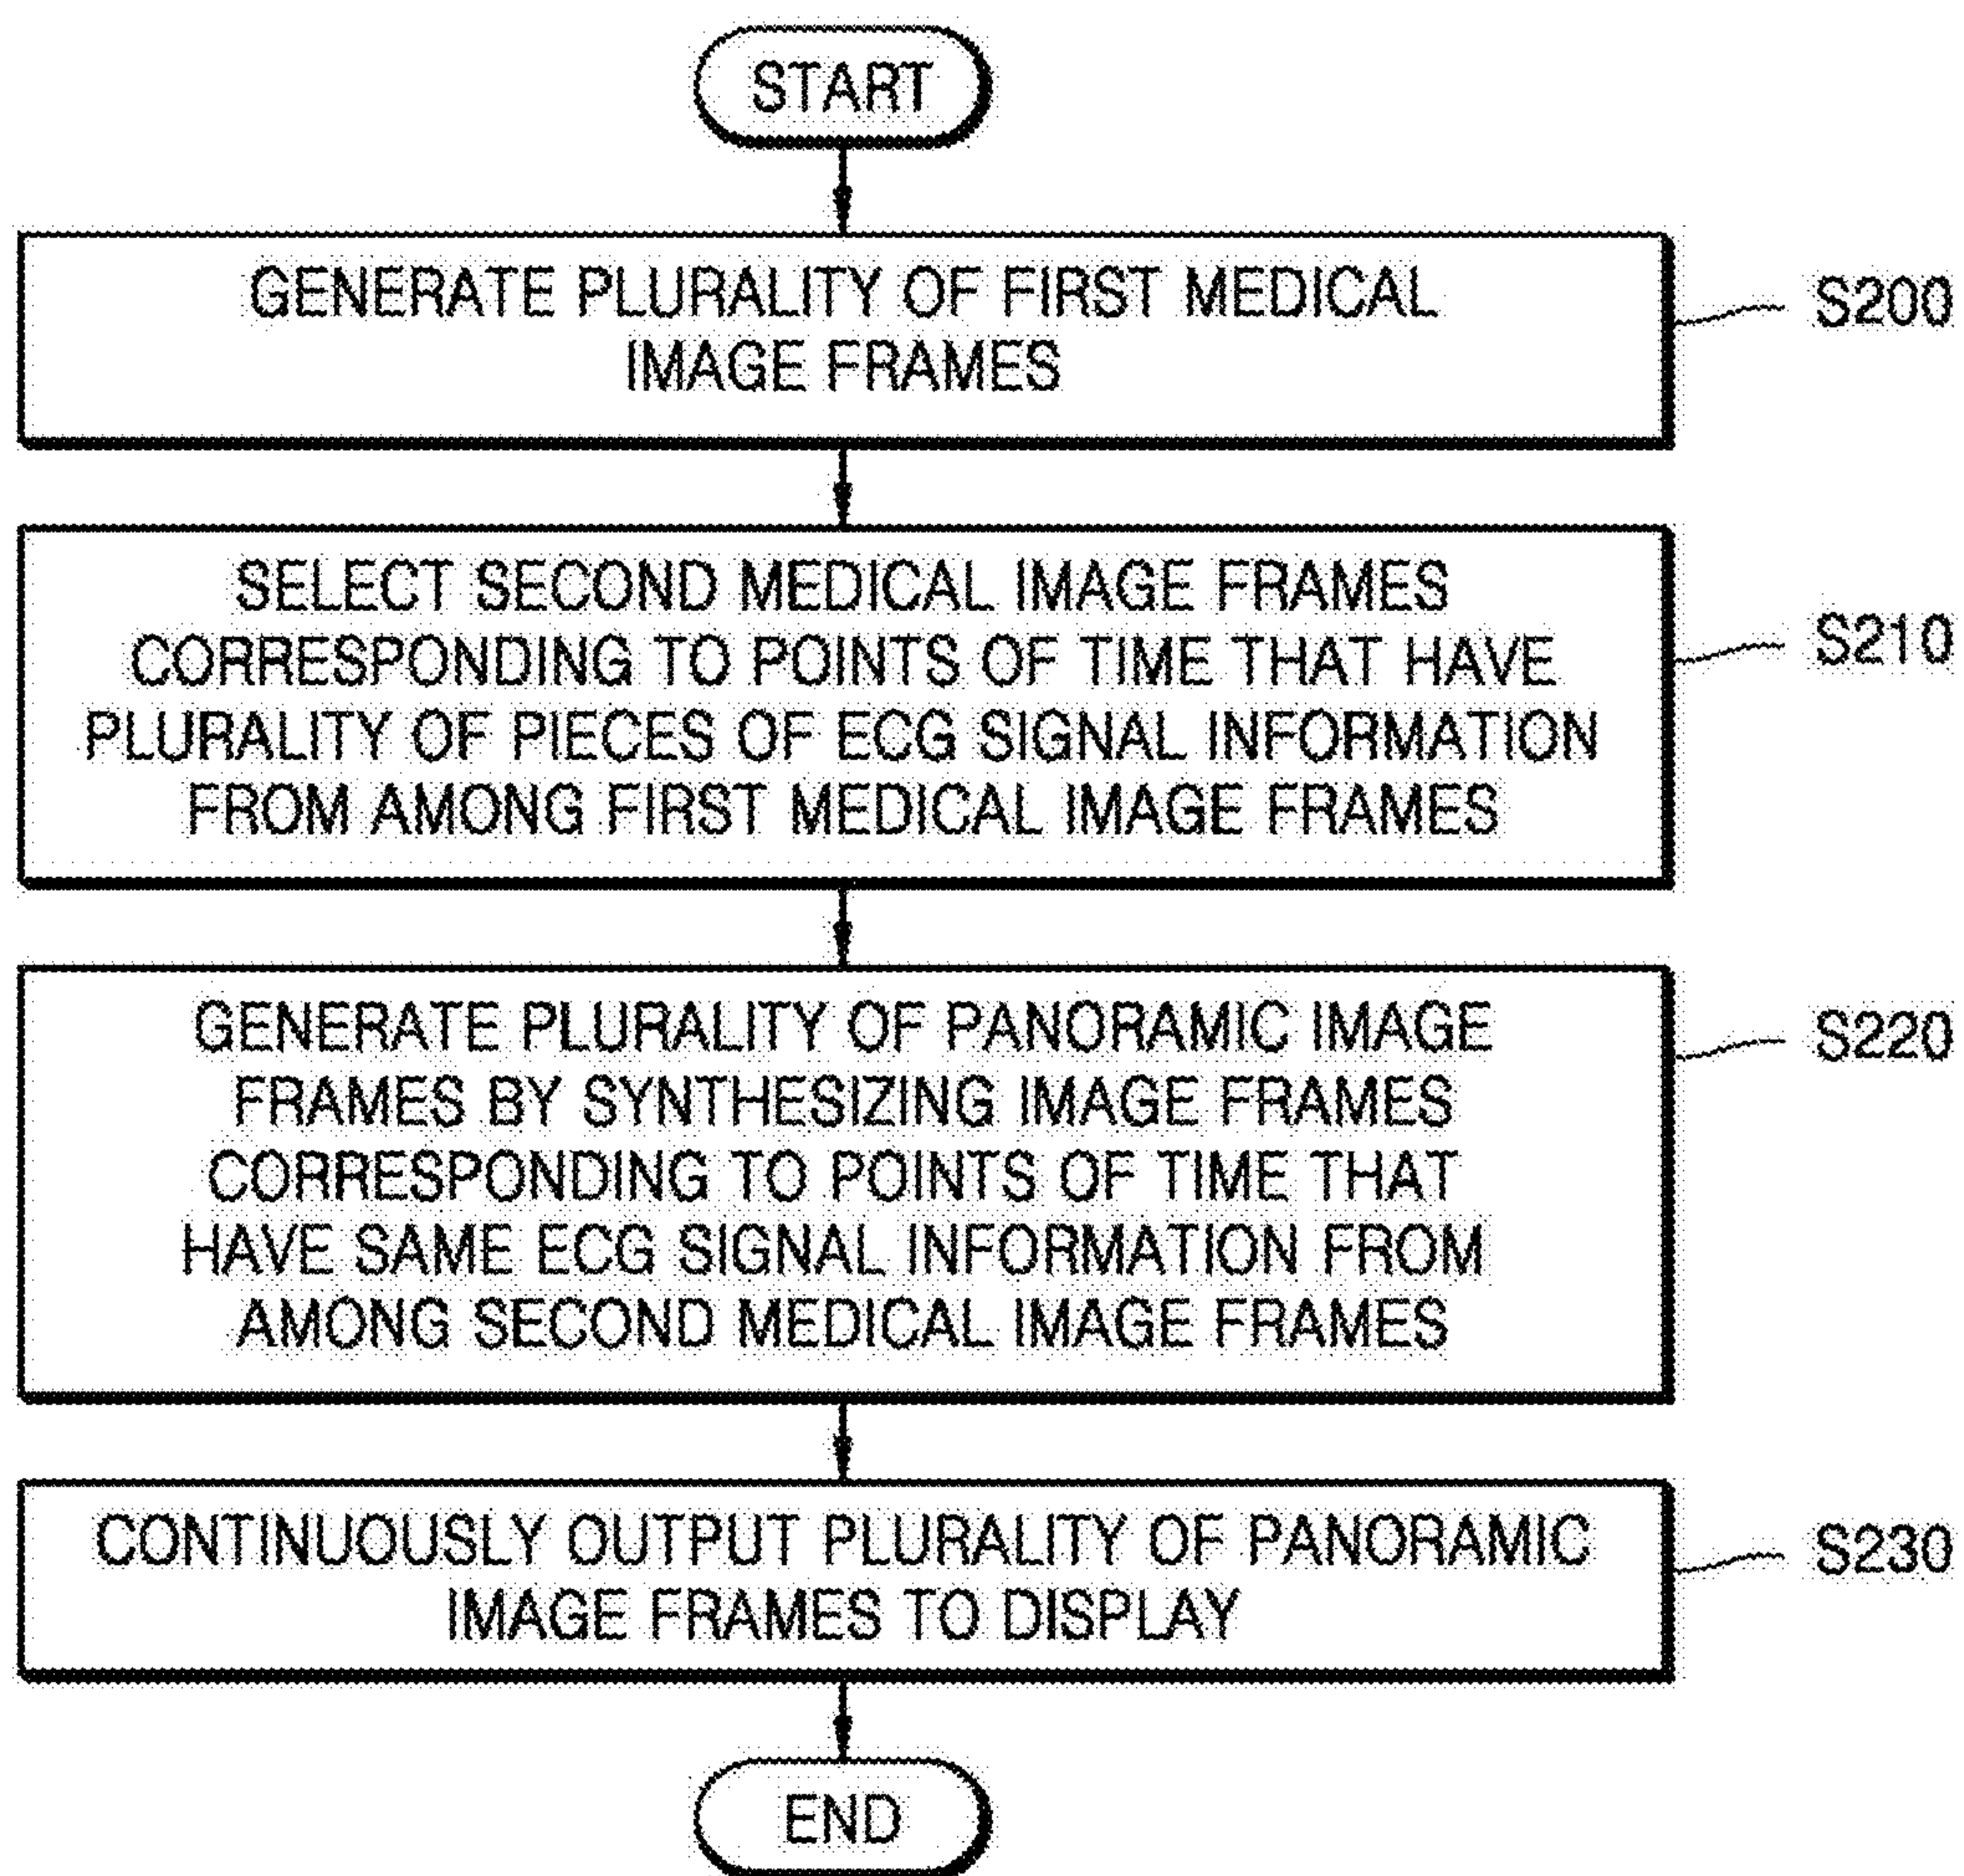 START
GENERATE PLURALITY OF FIRST MEDICAL
IMAGE FRAMES
S200
SELECT SECOND MEDICAL IMAGE FRAMES
CORRESPONDING TO POINTS OF TIME THAT HAVE
PLURALITY OF PIECES OF ECG SIGNAL INFORMATION
FROM AMONG FIRST MEDICAL IMAGE FRAMES
S210
GENERATE PLURALITY OF PANORAMIC IMAGE
FRAMES BY SYNTHESIZING IMAGE FRAMES
CORRESPONDING TO POINTS OF TIME THAT
HAVE SAME ECG SIGNAL INFORMATION FROM
AMONG SECOND MEDICAL IMAGE FRAMES
S220
CONTINUOUSLY OUTPUT PLURALITY OF PANORAMIC
IMAGE FRAMES TO DISPLAY
S230
END